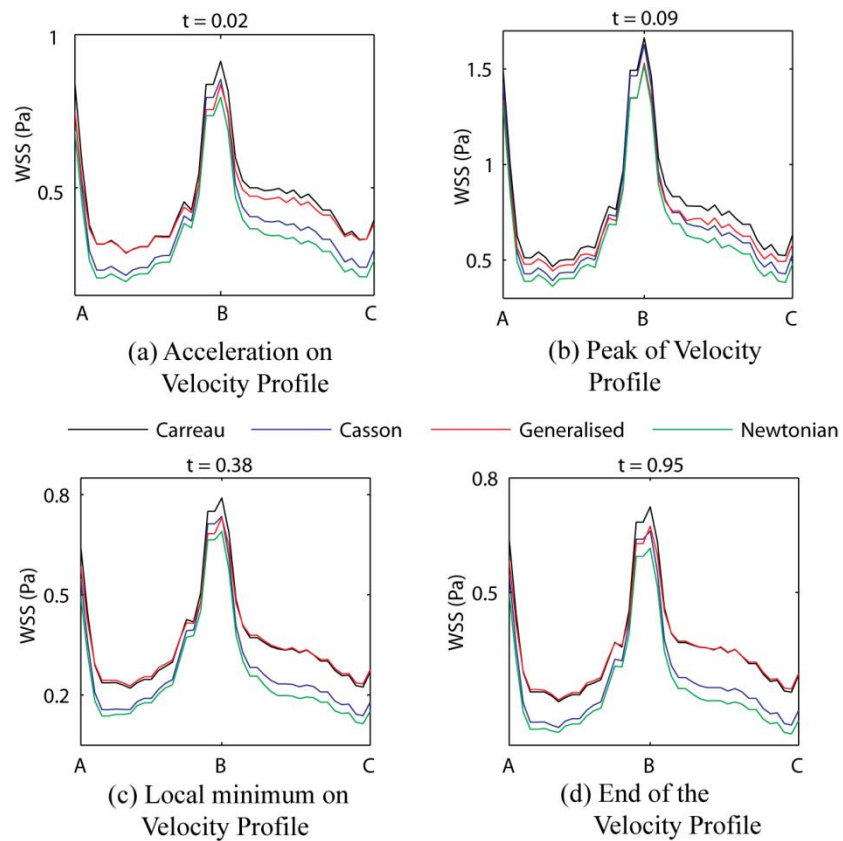 t = 0.02
1
0.5
WSS (Pa)
A B C
(a) Acceleration on
Velocity Profile
t = 0.09
1.5
1
0.5
WSS (Pa)
A B C
(b) Peak of Velocity
Profile
Carreau Casson Generalised Newtonian
t = 0.38
0.8
0.5
0.2
WSS (Pa)
A B C
(c) Local minimum on
Velocity Profile
t = 0.95
0.8
0.5
WSS (Pa)
A B C
(d) End of the
Velocity Profile